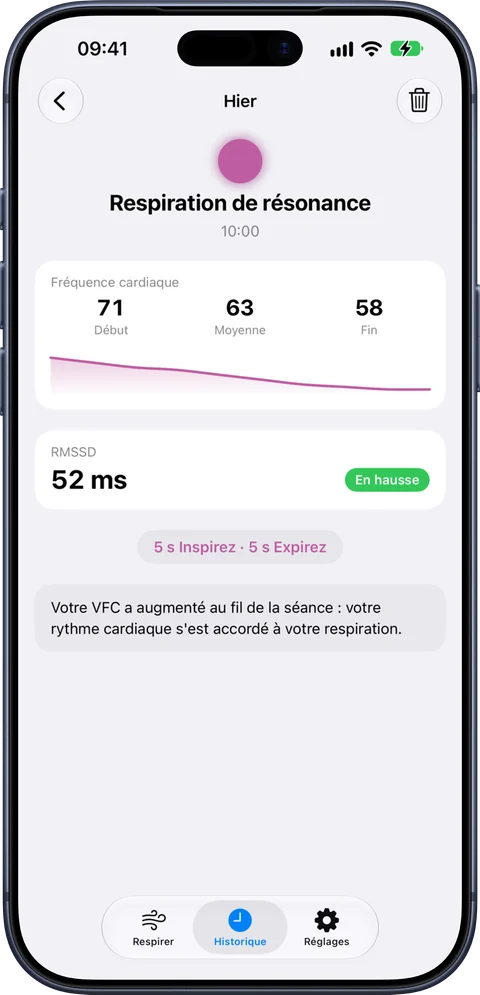 09:41
Hier
Respiration de résonance
10:00
Fréquence cardiaque
71 63 58
Début Moyenne Fin
RMSSD
52 ms
En hausse
5 s Inspirez · 5 s Expirez
Votre VFC a augmenté au fil de la séance : votre
rythme cardiaque s'est accordé à votre respiration.
Respirer Historique Réglages